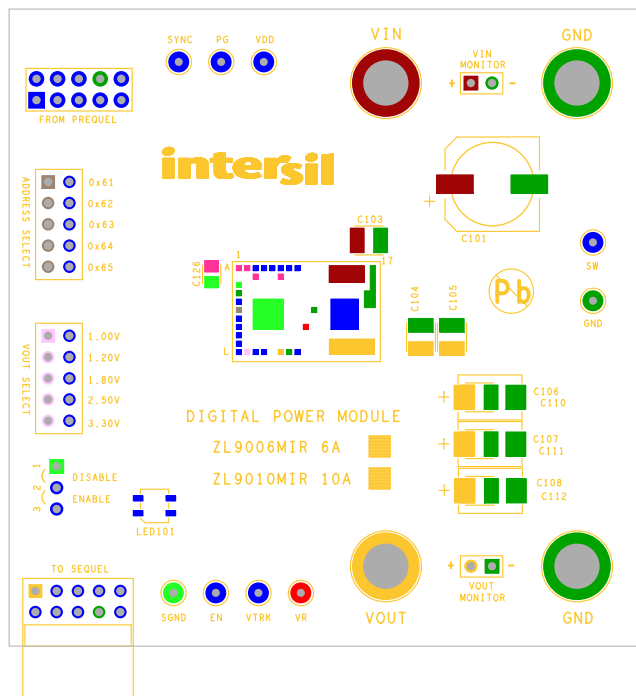 SYNC PG VDD
VIN
GND
VIN
MONITOR
+ -
FROM PREQUEL
intersil
ADDRESS SELECT
0x61
0x62
0x63
0x64
0x65
+
C101
C103
1
17
A
L
C126
C104
C105
SW
Pb
GND
VOUT SELECT
1.00V
1.20V
1.80V
2.50V
3.30V
+
C106
C110
DIGITAL POWER MODULE
ZL9006MIR 6A
ZL9010MIR 10A
+
C107
C111
+
C108
C112
1
2
3
DISABLE
ENABLE
LED101
TO SEQUEL
SGND EN VTRK VR
VOUT
+ -
VOUT
MONITOR
GND